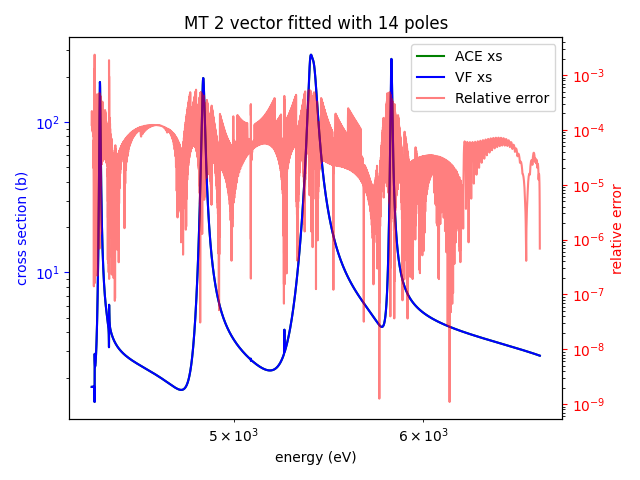 MT 2 vector fitted with 14 poles
ACE xs
VF xs
Relative error
cross section (b)
10²
10¹
relative error
10⁻³
10⁻⁴
10⁻⁵
10⁻⁶
10⁻⁷
10⁻⁸
10⁻⁹
5 × 10³
6 × 10³
energy (eV)